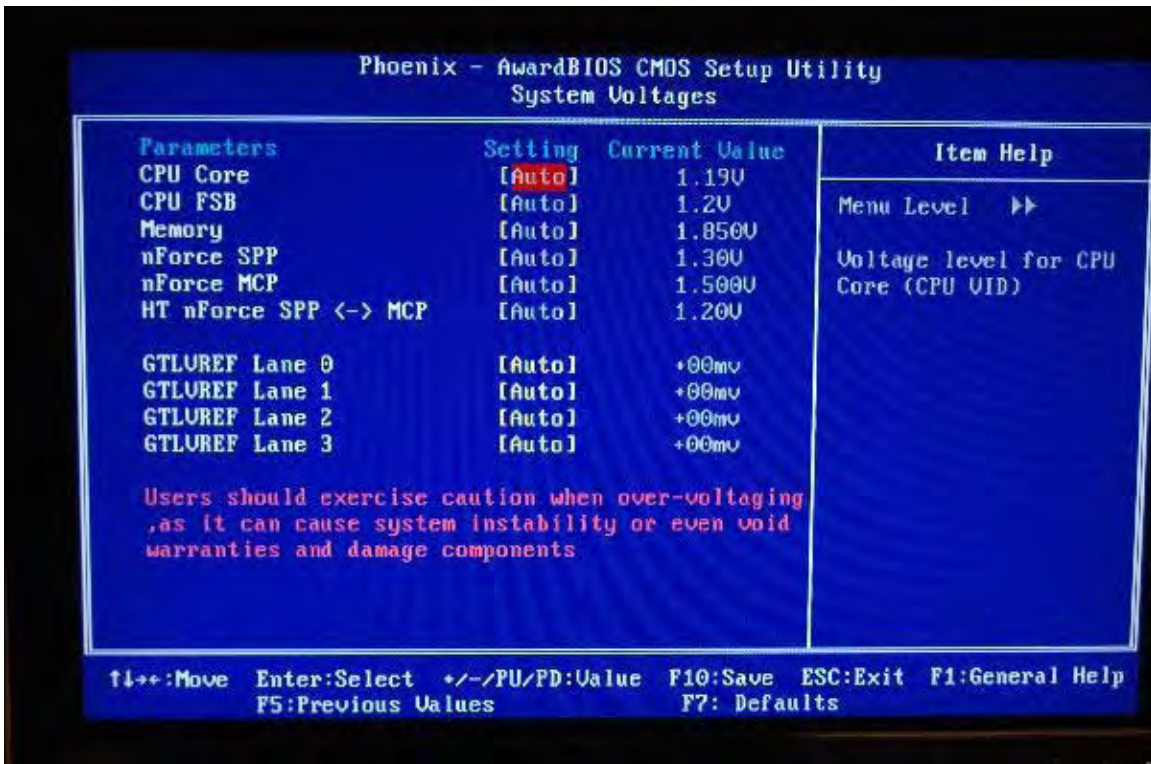 Phoenix - AwardBIOS CMOS Setup Utility
System Voltages
Parameters Setting Current Value
CPU Core [Auto] 1.19V
CPU FSB [Auto] 1.2V
Memory [Auto] 1.850V
nForce SPP [Auto] 1.30V
nForce MCP [Auto] 1.500V
HT nForce SPP <-> MCP [Auto] 1.20V
GTLVREF Lane 0 [Auto] +00mv
GTLVREF Lane 1 [Auto] +00mv
GTLVREF Lane 2 [Auto] +00mv
GTLVREF Lane 3 [Auto] +00mv
Users should exercise caution when over-voltaging
,as it can cause system instability or even void
warranties and damage components
Item Help
Menu Level ▶▶
Voltage level for CPU
Core (CPU VID)
↑↓→←:Move Enter:Select +/-/PU/PD:Value F10:Save ESC:Exit F1:General Help
F5:Previous Values F7: Defaults